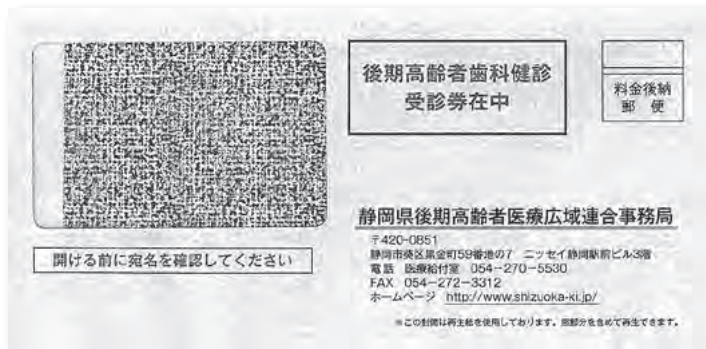 後期高齢者歯科健診
受診券在中
料金後納
郵 便
静岡県後期高齢者医療広域連合事務局
〒420-0851
静岡市葵区黒金町59番地の7 ニッセイ静岡駅前ビル3階
電話 医療給付室 054-270-5530
FAX 054-272-3312
ホームページ http://www.shizuoka-ki.jp/
開ける前に宛名を確認してください
※この封筒は再生紙を使用しております。窓部分を含めて再生できます。